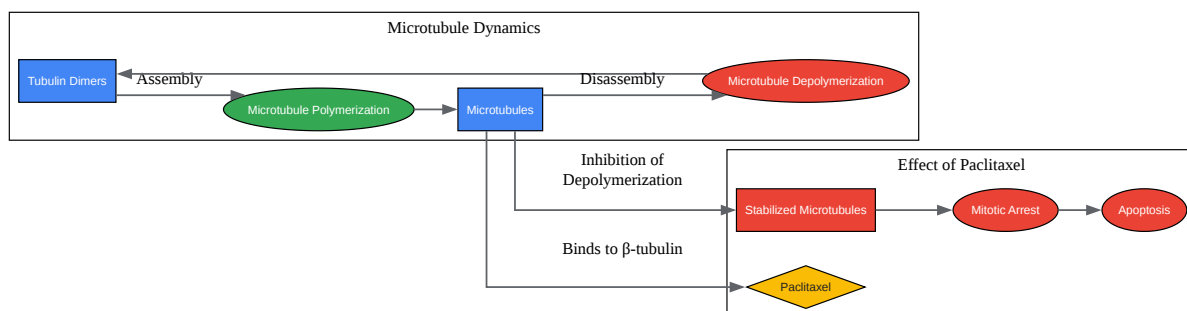 Microtubule Dynamics
Tubulin Dimers
Assembly
Microtubule Polymerization
Microtubules
Disassembly
Microtubule Depolymerization
Inhibition of
Depolymerization
Effect of Paclitaxel
Stabilized Microtubules
Mitotic Arrest
Apoptosis
Binds to β-tubulin
Paclitaxel